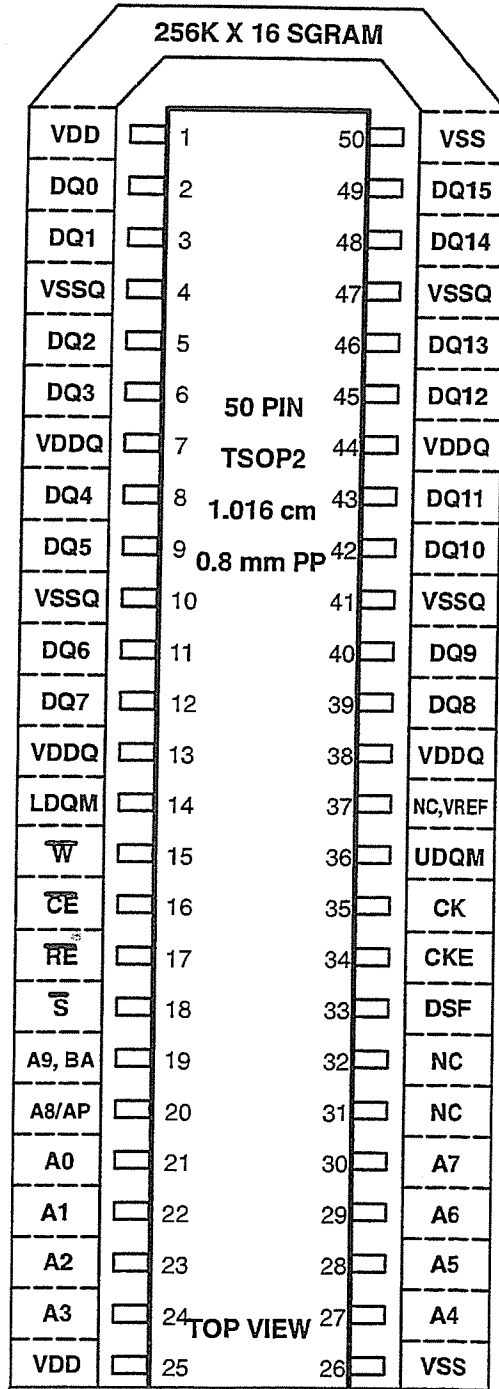 256K X 16 SGRAM
VDD 1 50 VSS
DQ0 2 49 DQ15
DQ1 3 48 DQ14
VSSQ 4 47 VSSQ
DQ2 5 46 DQ13
DQ3 6 50 PIN 45 DQ12
VDDQ 7 TSOP2 44 VDDQ
DQ4 8 1.016 cm 43 DQ11
DQ5 9 0.8 mm PP 42 DQ10
VSSQ 10 41 VSSQ
DQ6 11 40 DQ9
DQ7 12 39 DQ8
VDDQ 13 38 VDDQ
LDQM 14 37 NC,VREF
W̅ 15 36 UDQM
C̅E̅ 16 35 CK
R̅E̅ 17 34 CKE
S̅ 18 33 DSF
A9, BA 19 32 NC
A8/AP 20 31 NC
A0 21 30 A7
A1 22 29 A6
A2 23 28 A5
A3 24 TOP VIEW 27 A4
VDD 25 26 VSS